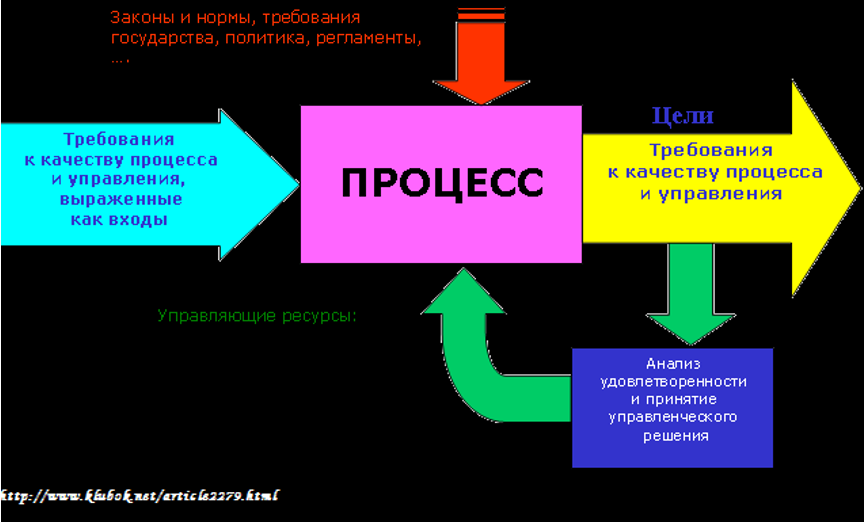 Законы и нормы, требования
государства, политика, регламенты,
….
Цели
Требования
к качеству процесса
и управления,
выраженные
как входы
ПРОЦЕСС
Требования
к качеству процесса
и управления
Управляющие ресурсы:
Анализ
удовлетворенности
и принятие
управленческого
решения
http://www.klubok.net/article2279.html